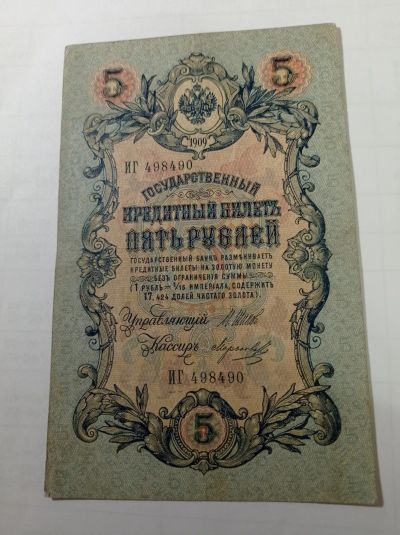 5 5
1909
ИГ 498490
ГОСУДАРСТВЕННЫЙ
КРЕДИТНЫЙ БИЛЕТЪ
ПЯТЬ РУБЛЕЙ
ГОСУДАРСТВЕННЫЙ БАНКЪ РАЗМѢНИВАЕТЪ
КРЕДИТНЫЕ БИЛЕТЫ НА ЗОЛОТУЮ МОНЕТУ
БЕЗЪ ОГРАНИЧЕНІЯ СУММЫ
(1 РУБЛЬ = 1/15 ИМПЕРІАЛА, СОДЕРЖИТЪ
17,424 ДОЛЕЙ ЧИСТАГО ЗОЛОТА).
Управляющій
Кассиръ
ИГ 498490
5